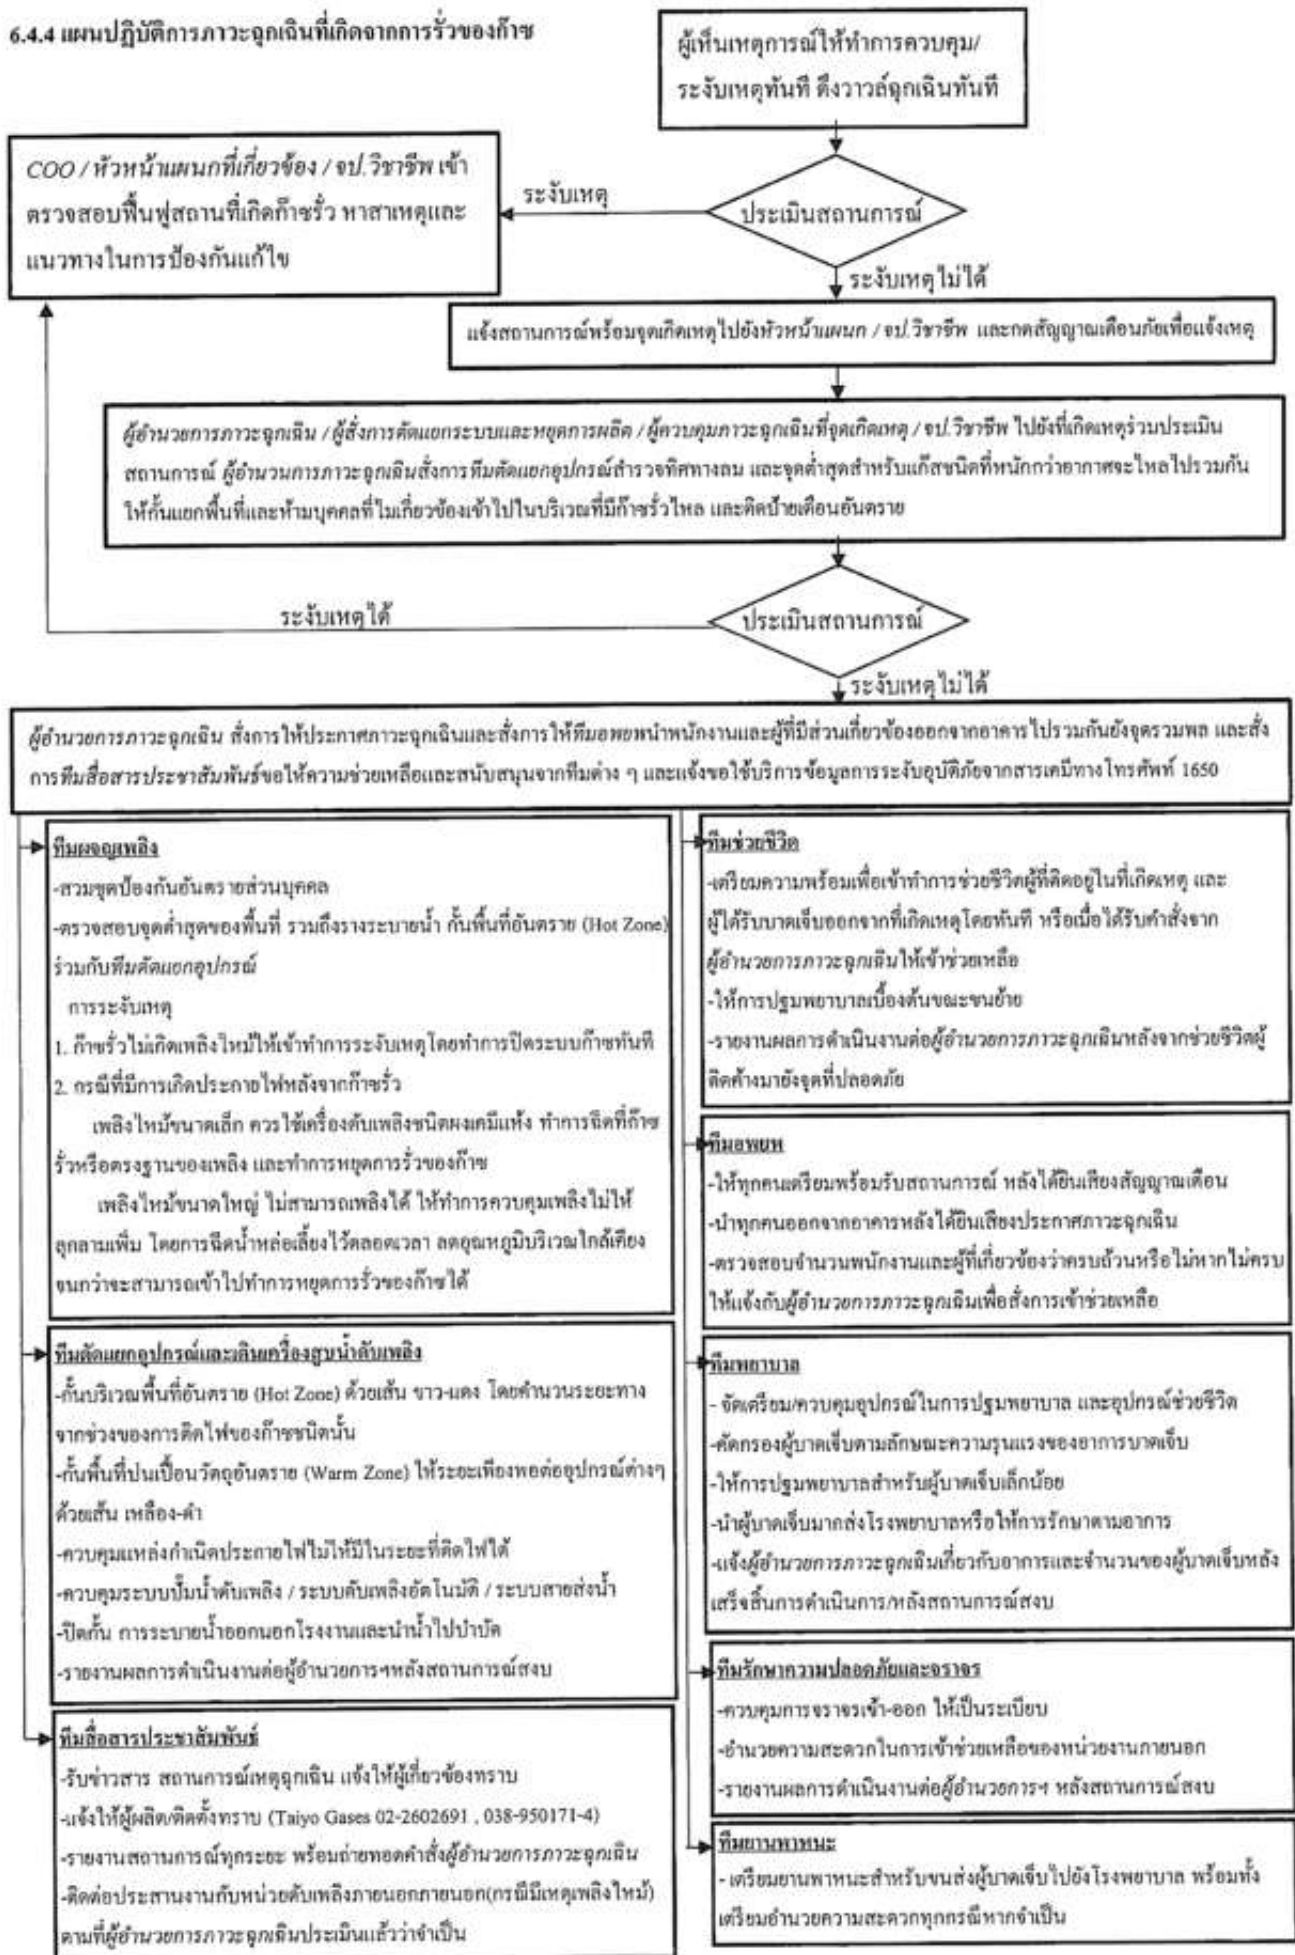 6.4.4 แผนปฏิบัติการภาวะฉุกเฉินที่เกิดจากการรั่วของก๊าซ
ผู้เห็นเหตุการณ์ให้ทำการควบคุม/
ระงับเหตุทันที ดึงวาวล์ฉุกเฉินทันที
COO / หัวหน้าแผนกที่เกี่ยวข้อง / จป.วิชาชีพ เข้า
ตรวจสอบฟื้นฟูสถานที่เกิดก๊าซรั่ว หาสาเหตุและ
แนวทางในการป้องกันแก้ไข
ระงับเหตุ
ประเมินสถานการณ์
ระงับเหตุไม่ได้
แจ้งสถานการณ์พร้อมจุดเกิดเหตุไปยังหัวหน้าแผนก / จป.วิชาชีพ และกดสัญญาณเตือนภัยเพื่อแจ้งเหตุ
ผู้อำนวยการภาวะฉุกเฉิน / ผู้สั่งการตัดแยกระบบและหยุดการผลิต / ผู้ควบคุมภาวะฉุกเฉินที่จุดเกิดเหตุ / จป.วิชาชีพ ไปยังที่เกิดเหตุร่วมประเมิน
สถานการณ์ ผู้อำนวนการภาวะฉุกเฉินสั่งการทีมตัดแยกอุปกรณ์สำรวจทิศทางลม และจุดต่ำสุดสำหรับแก๊สชนิดที่หนักกว่าอากาศจะไหลไปรวมกัน
ให้กั้นแยกพื้นที่และห้ามบุคคลที่ไม่เกี่ยวข้องเข้าไปในบริเวณที่มีก๊าซรั่วไหล และติดป้ายเตือนอันตราย
ระงับเหตุได้
ประเมินสถานการณ์
ระงับเหตุไม่ได้
ผู้อำนวยการภาวะฉุกเฉิน สั่งการให้ประกาศภาวะฉุกเฉินและสั่งการให้ทีมอพยพนำพนักงานและผู้ที่มีส่วนเกี่ยวข้องออกจากอาคารไปรวมกันยังจุดรวมพล และสั่ง
การทีมสื่อสารประชาสัมพันธ์ขอให้ความช่วยเหลือและสนับสนุนจากทีมต่าง ๆ และแจ้งขอใช้บริการข้อมูลการระงับอุบัติภัยจากสารเคมีทางโทรศัพท์ 1650
ทีมผจญเพลิง
-สวมชุดป้องกันอันตรายส่วนบุคคล
-ตรวจสอบจุดต่ำสุดของพื้นที่ รวมถึงรางระบายน้ำ กั้นพื้นที่อันตราย (Hot Zone)
ร่วมกับทีมตัดแยกอุปกรณ์
การระงับเหตุ
1. ก๊าซรั่วไม่เกิดเพลิงไหม้ให้เข้าทำการระงับเหตุโดยทำการปิดระบบก๊าซทันที
2. กรณีที่มีการเกิดประกายไฟหลังจากก๊าซรั่ว
เพลิงไหม้ขนาดเล็ก ควรใช้เครื่องดับเพลิงชนิดผงเคมีแห้ง ทำการฉีดที่ก๊าซ
รั่วหรือตรงฐานของเพลิง และทำการหยุดการรั่วของก๊าซ
เพลิงไหม้ขนาดใหญ่ ไม่สามารถเพลิงได้ ให้ทำการควบคุมเพลิงไม่ให้
ลุกลามเพิ่ม โดยการฉีดน้ำหล่อเลี้ยงไว้ตลอดเวลา ลดอุณหภูมิบริเวณใกล้เคียง
จนกว่าจะสามารถเข้าไปทำการหยุดการรั่วของก๊าซได้
ทีมตัดแยกอุปกรณ์และเดินเครื่องสูบน้ำดับเพลิง
-กั้นบริเวณพื้นที่อันตราย (Hot Zone) ด้วยเส้น ขาว-แดง โดยคำนวนระยะทาง
จากช่วงของการติดไฟของก๊าซชนิดนั้น
-กั้นพื้นที่ปนเปื้อนวัตถุอันตราย (Warm Zone) ให้ระยะเพียงพอต่ออุปกรณ์ต่างๆ
ด้วยเส้น เหลือง-ดำ
-ควบคุมแหล่งกำเนิดประกายไฟไม่ให้มีในระยะที่ติดไฟได้
-ควบคุมระบบปั๊มน้ำดับเพลิง / ระบบดับเพลิงอัตโนมัติ / ระบบสายส่งน้ำ
-ปิดกั้น การระบายน้ำออกนอกโรงงานและนำน้ำไปบำบัด
-รายงานผลการดำเนินงานต่อผู้อำนวยการฯหลังสถานการณ์สงบ
ทีมสื่อสารประชาสัมพันธ์
-รับข่าวสาร สถานการณ์เหตุฉุกเฉิน แจ้งให้ผู้เกี่ยวข้องทราบ
-แจ้งให้ผู้ผลิต/ติดตั้งทราบ (Taiyo Gases 02-2602691 , 038-950171-4)
-รายงานสถานการณ์ทุกระยะ พร้อมถ่ายทอดคำสั่งผู้อำนวยการภาวะฉุกเฉิน
-ติดต่อประสานงานกับหน่วยดับเพลิงภายนอกภายนอก(กรณีมีเหตุเพลิงไหม้)
ตามที่ผู้อำนวยการภาวะฉุกเฉินประเมินแล้วว่าจำเป็น
ทีมช่วยชีวิต
-เตรียมความพร้อมเพื่อเข้าทำการช่วยชีวิตผู้ที่ติดอยู่ในที่เกิดเหตุ และ
ผู้ได้รับบาดเจ็บออกจากที่เกิดเหตุโดยทันที หรือเมื่อได้รับคำสั่งจาก
ผู้อำนวยการภาวะฉุกเฉินให้เข้าช่วยเหลือ
-ให้การปฐมพยาบาลเบื้องต้นขณะขนย้าย
-รายงานผลการดำเนินงานต่อผู้อำนวยการภาวะฉุกเฉินหลังจากช่วยชีวิตผู้
ติดค้างมายังจุดที่ปลอดภัย
ทีมอพยพ
-ให้ทุกคนเตรียมพร้อมรับสถานการณ์ หลังได้ยินเสียงสัญญาณเตือน
-นำทุกคนออกจากอาคารหลังได้ยินเสียงประกาศภาวะฉุกเฉิน
-ตรวจสอบจำนวนพนักงานและผู้ที่เกี่ยวข้องว่าครบถ้วนหรือไม่หากไม่ครบ
ให้แจ้งกับผู้อำนวยการภาวะฉุกเฉินเพื่อสั่งการเข้าช่วยเหลือ
ทีมพยาบาล
- จัดเตรียม/ควบคุมอุปกรณ์ในการปฐมพยาบาล และอุปกรณ์ช่วยชีวิต
-คัดกรองผู้บาดเจ็บตามลักษณะความรุนแรงของอาการบาดเจ็บ
-ให้การปฐมพยาบาลสำหรับผู้บาดเจ็บเล็กน้อย
-นำผู้บาดเจ็บมากส่งโรงพยาบาลหรือให้การรักษาตามอาการ
-แจ้งผู้อำนวยการภาวะฉุกเฉินเกี่ยวกับอาการและจำนวนของผู้บาดเจ็บหลัง
เสร็จสิ้นการดำเนินการ/หลังสถานการณ์สงบ
ทีมรักษาความปลอดภัยและจราจร
-ควบคุมการจราจรเข้า-ออก ให้เป็นระเบียบ
-อำนวยความสะดวกในการเข้าช่วยเหลือของหน่วยงานภายนอก
-รายงานผลการดำเนินงานต่อผู้อำนวยการฯ หลังสถานการณ์สงบ
ทีมยานพาหนะ
- เตรียมยานพาหนะสำหรับขนส่งผู้บาดเจ็บไปยังโรงพยาบาล พร้อมทั้ง
เตรียมอำนวยความสะดวกทุกกรณีหากจำเป็น